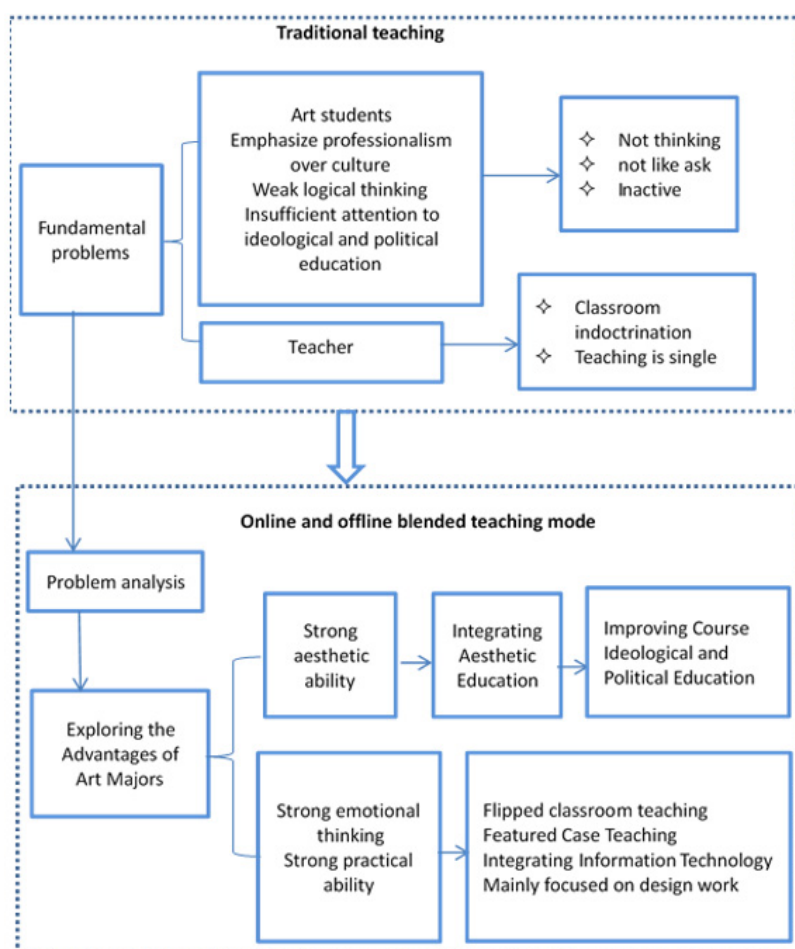 Traditional teaching
Art students
Emphasize professionalism
over culture
Weak logical thinking
Insufficient attention to
ideological and political
education
✧ Not thinking
✧ not like ask
✧ Inactive
Fundamental
problems
Teacher
✧ Classroom
indoctrination
✧ Teaching is single
Online and offline blended teaching mode
Problem analysis
Exploring the
Advantages of
Art Majors
Strong
aesthetic
ability
Integrating
Aesthetic
Education
Improving Course
Ideological and
Political Education
Strong emotional
thinking
Strong practical
ability
Flipped classroom teaching
Featured Case Teaching
Integrating Information Technology
Mainly focused on design work